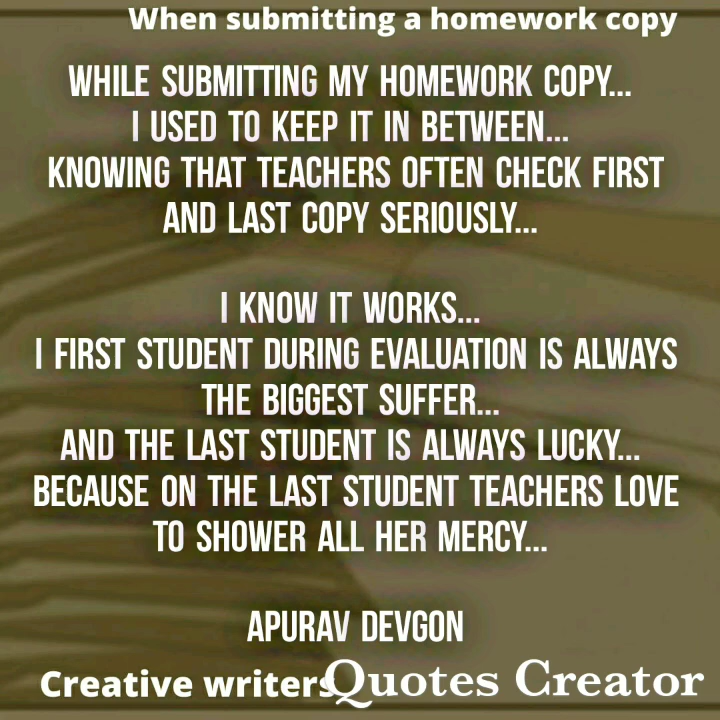 When submitting a homework copy
WHILE SUBMITTING MY HOMEWORK COPY...
I USED TO KEEP IT IN BETWEEN...
KNOWING THAT TEACHERS OFTEN CHECK FIRST
AND LAST COPY SERIOUSLY...
I KNOW IT WORKS...
I FIRST STUDENT DURING EVALUATION IS ALWAYS
THE BIGGEST SUFFER...
AND THE LAST STUDENT IS ALWAYS LUCKY...
BECAUSE ON THE LAST STUDENT TEACHERS LOVE
TO SHOWER ALL HER MERCY...
APURAV DEVGON
Creative writers Quotes Creator